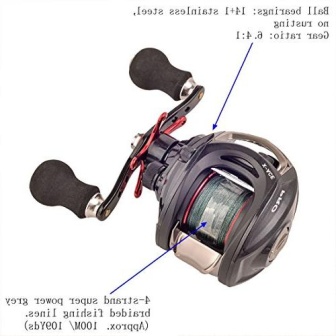 Ball bearings: 14+1 stainless steel,
no rusting
Gear ratio: 6.4:1
PRO
4-strand super power grey
braided fishing lines.
(Approx. 100M/ 109Yds)